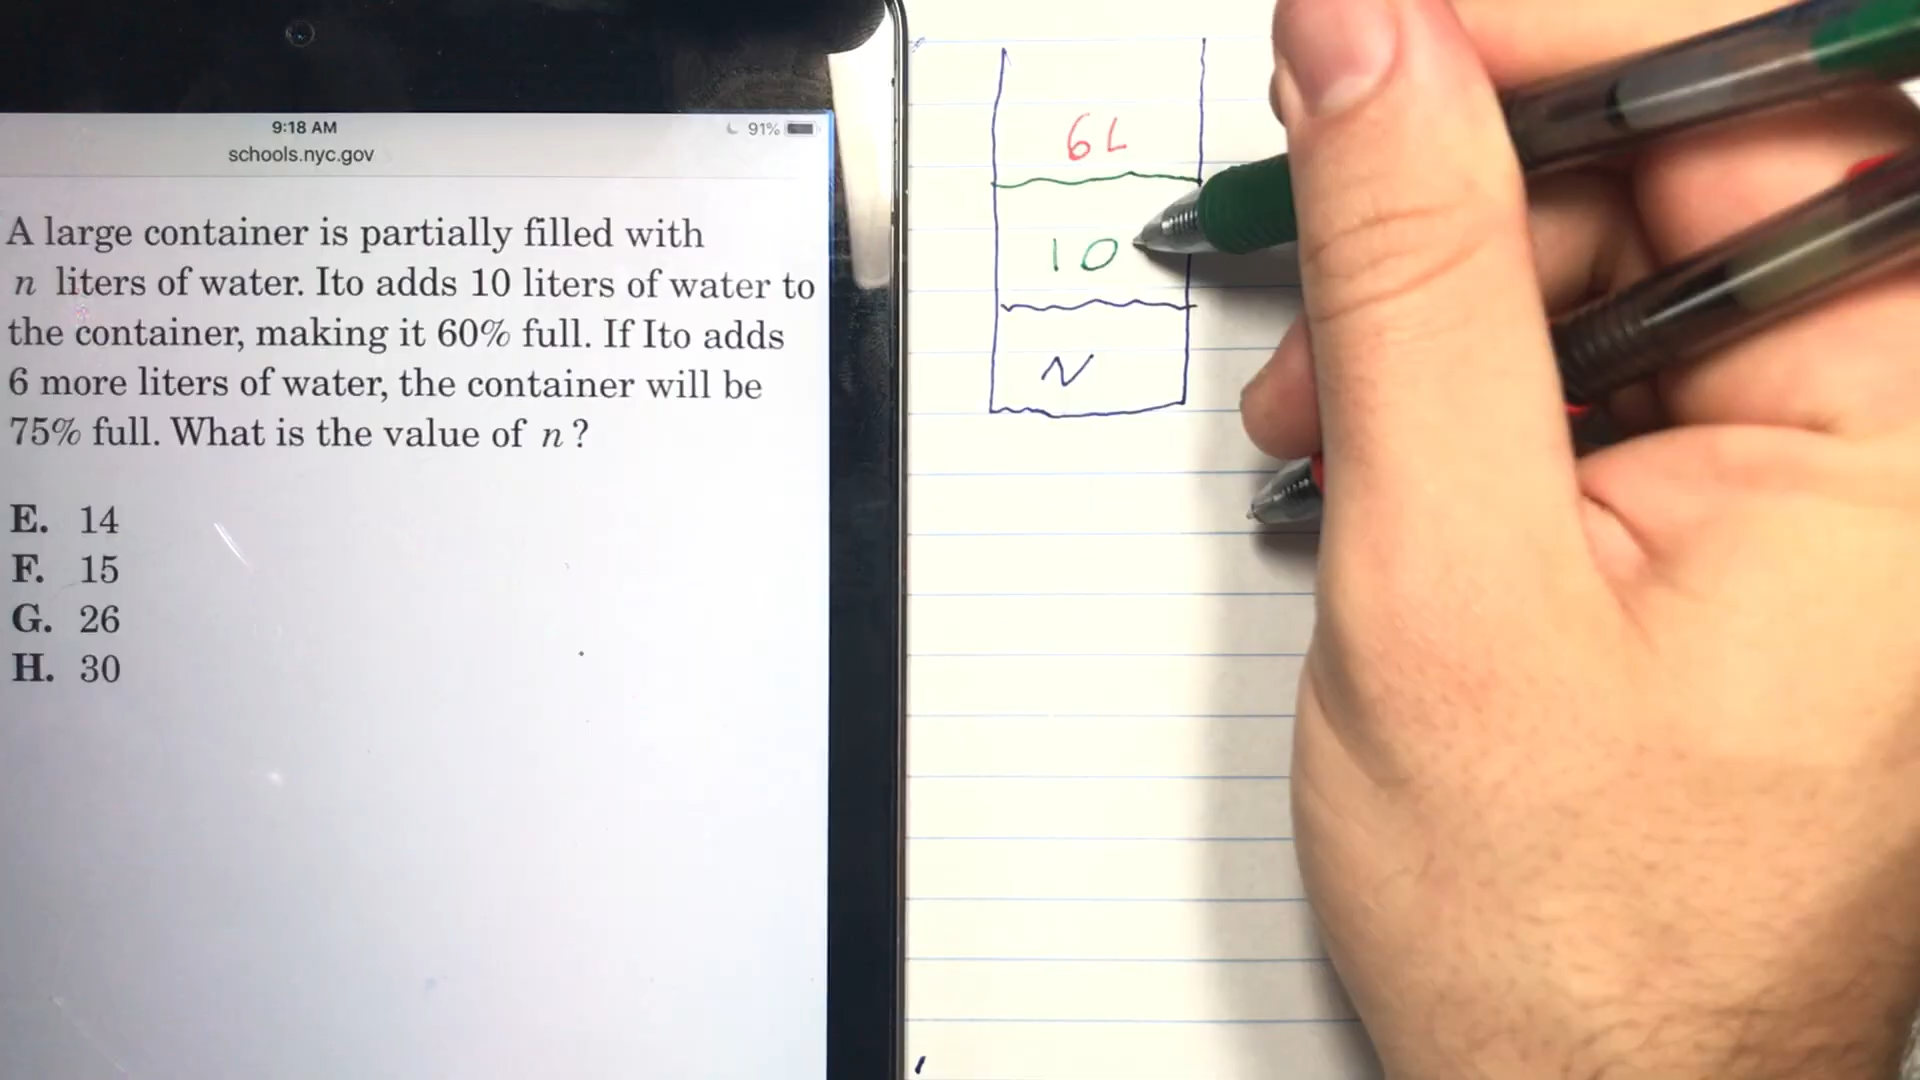 9:18 AM
91%
schools.nyc.gov
A large container is partially filled with
n liters of water. Ito adds 10 liters of water to
the container, making it 60% full. If Ito adds
6 more liters of water, the container will be
75% full. What is the value of n?
E. 14
F. 15
G. 26
H. 30
6L
10
N